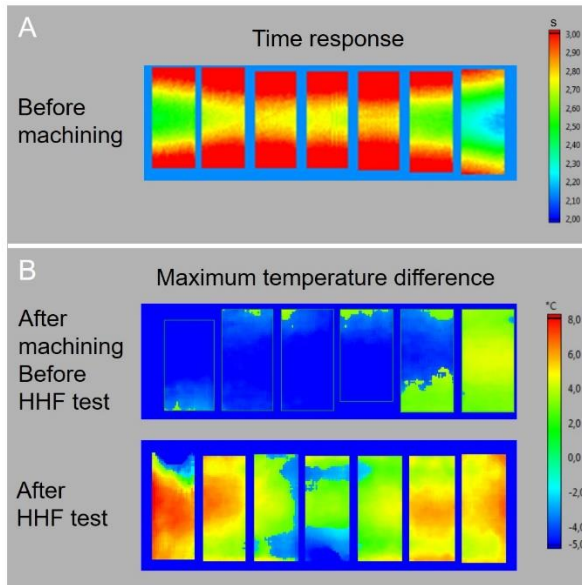 A
Time response
Before
machining
s
3,00
2,90
2,80
2,70
2,60
2,50
2,40
2,30
2,20
2,10
2,00
B
Maximum temperature difference
After
machining
Before
HHF test
After
HHF test
°C
8,0
6,0
4,0
2,0
0,0
-2,0
-4,0
-5,0